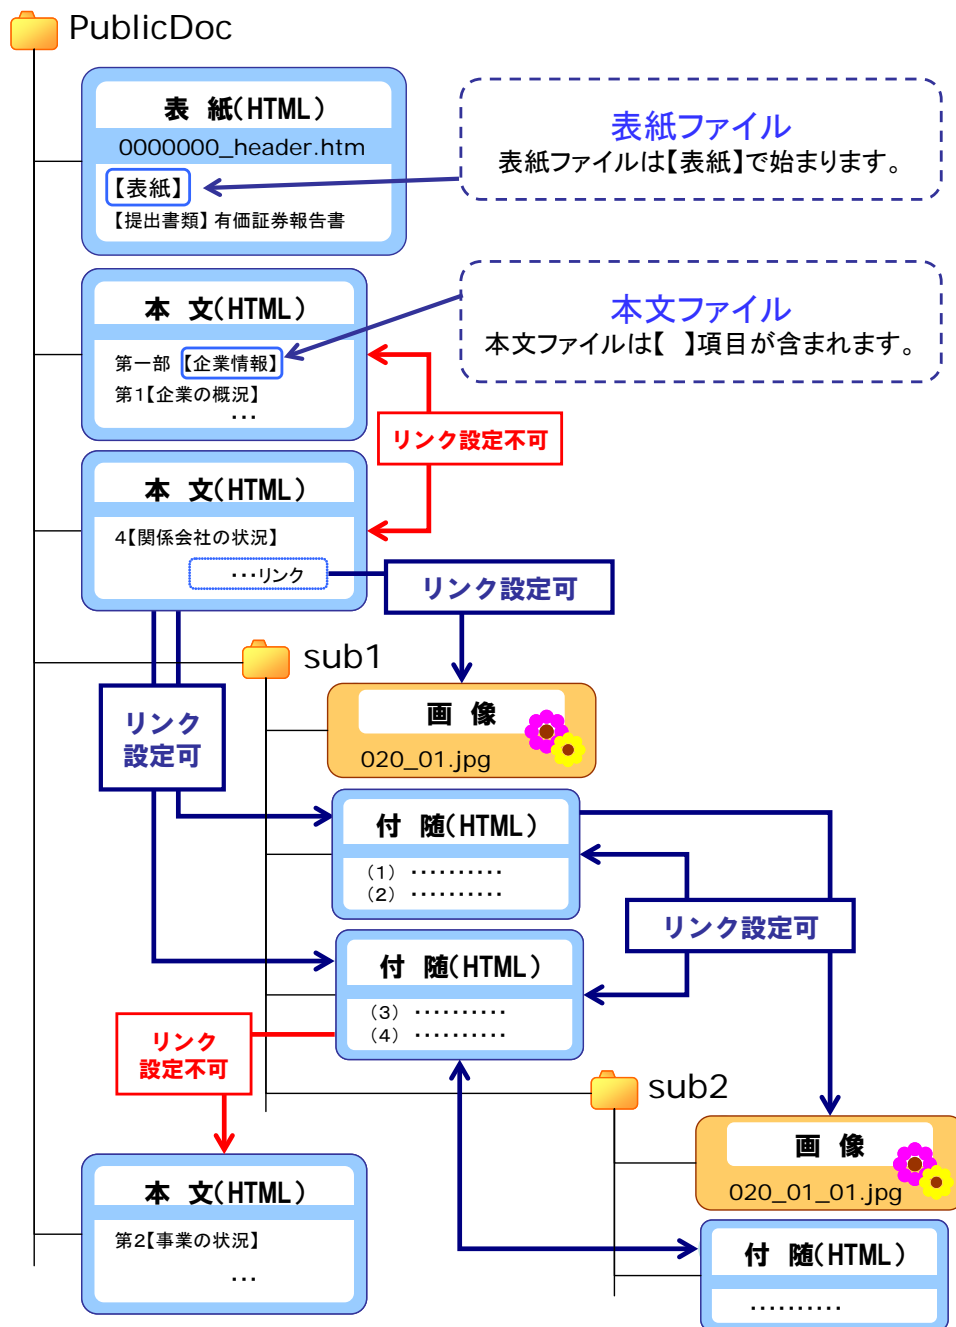 PublicDoc
表 紙(HTML)
0000000_header.htm
【表紙】
【提出書類】有価証券報告書
表紙ファイル
表紙ファイルは【表紙】で始まります。
本 文(HTML)
第一部 【企業情報】
第1【企業の概況】
…
本文ファイル
本文ファイルは【 】項目が含まれます。
リンク設定不可
本 文(HTML)
4【関係会社の状況】
…リンク
リンク設定可
sub1
リンク
設定可
画 像
020_01.jpg
付 随(HTML)
(1) ‥‥‥‥‥
(2) ‥‥‥‥‥
リンク設定可
付 随(HTML)
(3) ‥‥‥‥‥
(4) ‥‥‥‥‥
リンク
設定不可
sub2
画 像
020_01_01.jpg
本 文(HTML)
第2【事業の状況】
…
付 随(HTML)
‥‥‥‥‥